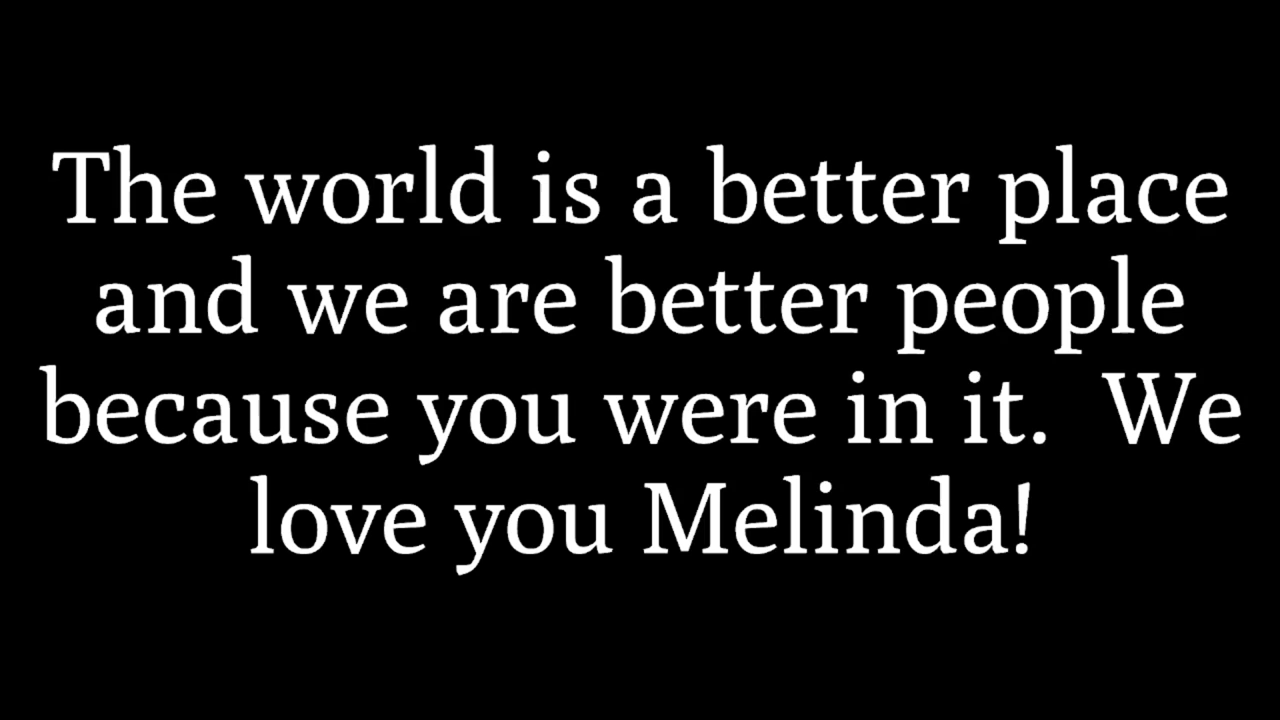 The world is a better place
and we are better people
because you were in it.  We
love you Melinda!